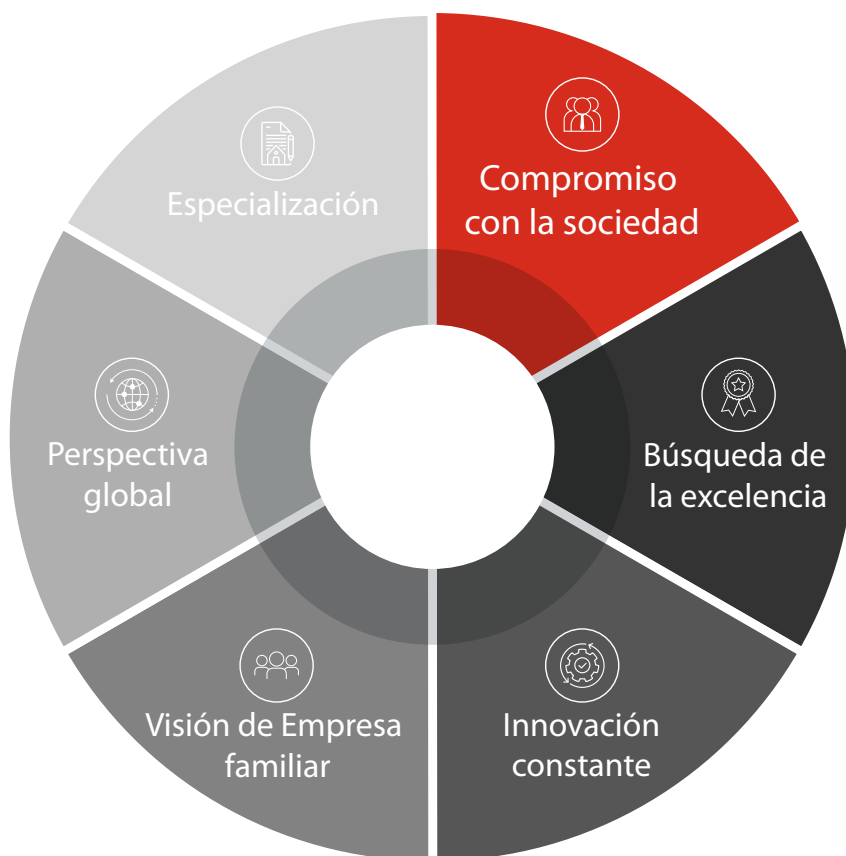 Especialización
Compromiso
con la sociedad
Perspectiva
global
Búsqueda de
la excelencia
Visión de Empresa
familiar
Innovación
constante